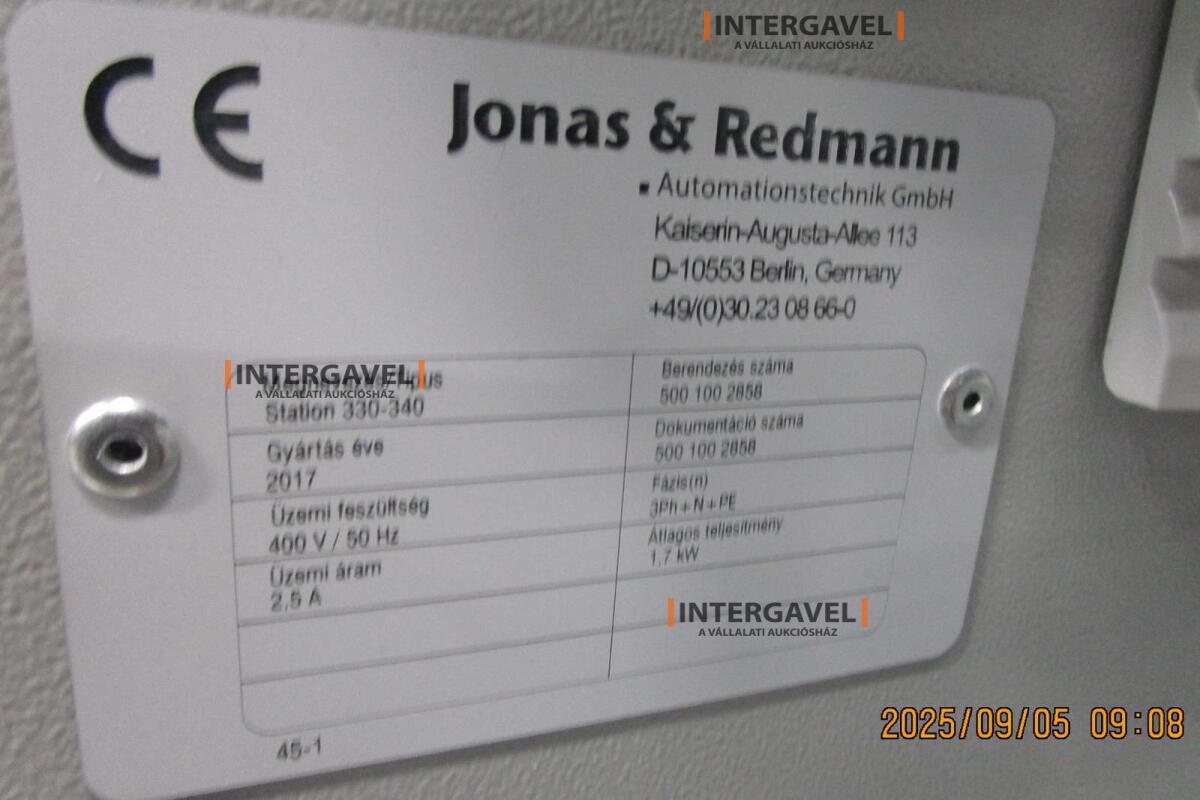 INTERGAVEL
A VÁLLALATI AUKCIÓSHÁZ
CE
Jonas & Redmann
Automationstechnik GmbH
Kaiserin-Augusta-Allee 113
D-10553 Berlin, Germany
+49/(0)30.23 08 66-0
INTERGAVEL
A VÁLLALATI AUKCIÓSHÁZ
Station 330-340
Gyártás éve
2017
Üzemi feszültség
400 V / 50 Hz
Üzemi áram
2,5 A
Berendezés száma
500 100 2858
Dokumentáció száma
500 100 2858
Fázis(n)
3Ph+N+PE
Átlagos teljesítmény
1,7 kW
INTERGAVEL
A VÁLLALATI AUKCIÓSHÁZ
45-1
2025/09/05 09:08